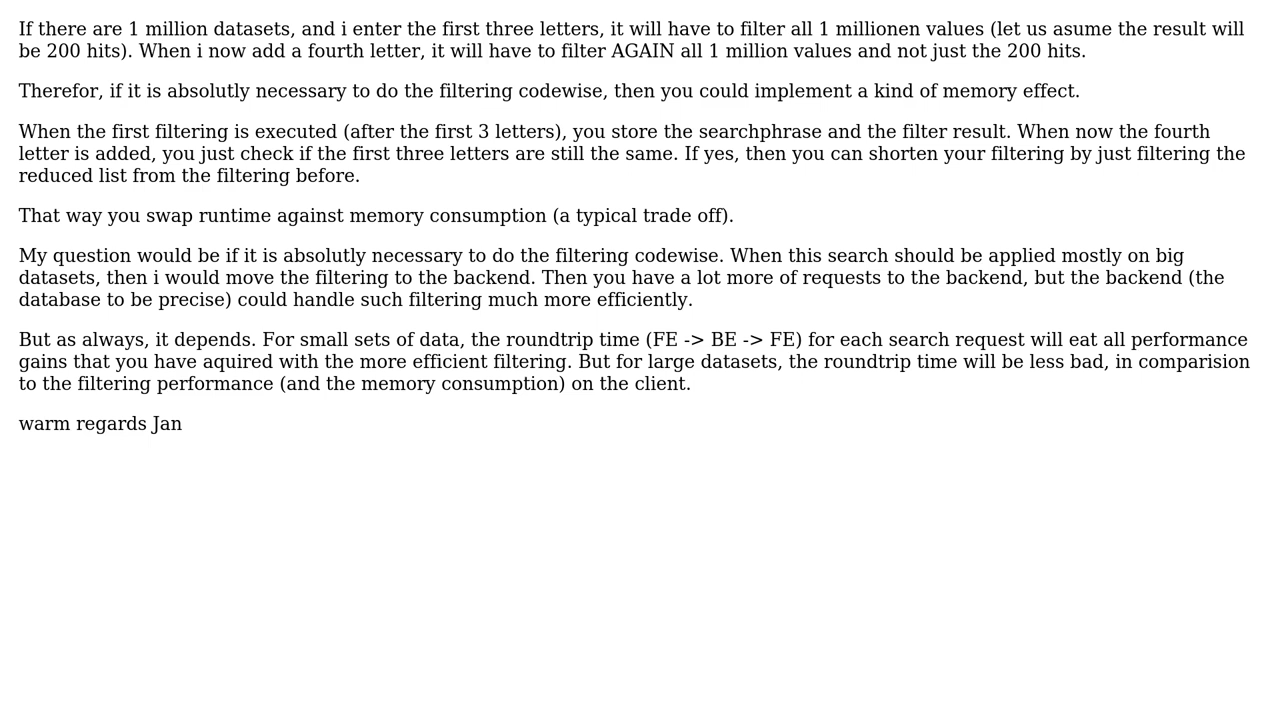 If there are 1 million datasets, and i enter the first three letters, it will have to filter all 1 millionen values (let us asume the result will
be 200 hits). When i now add a fourth letter, it will have to filter AGAIN all 1 million values and not just the 200 hits.
Therefor, if it is absolutly necessary to do the filtering codewise, then you could implement a kind of memory effect.
When the first filtering is executed (after the first 3 letters), you store the searchphrase and the filter result. When now the fourth
letter is added, you just check if the first three letters are still the same. If yes, then you can shorten your filtering by just filtering the
reduced list from the filtering before.
That way you swap runtime against memory consumption (a typical trade off).
My question would be if it is absolutly necessary to do the filtering codewise. When this search should be applied mostly on big
datasets, then i would move the filtering to the backend. Then you have a lot more of requests to the backend, but the backend (the
database to be precise) could handle such filtering much more efficiently.
But as always, it depends. For small sets of data, the roundtrip time (FE -> BE -> FE) for each search request will eat all performance
gains that you have aquired with the more efficient filtering. But for large datasets, the roundtrip time will be less bad, in comparision
to the filtering performance (and the memory consumption) on the client.
warm regards Jan